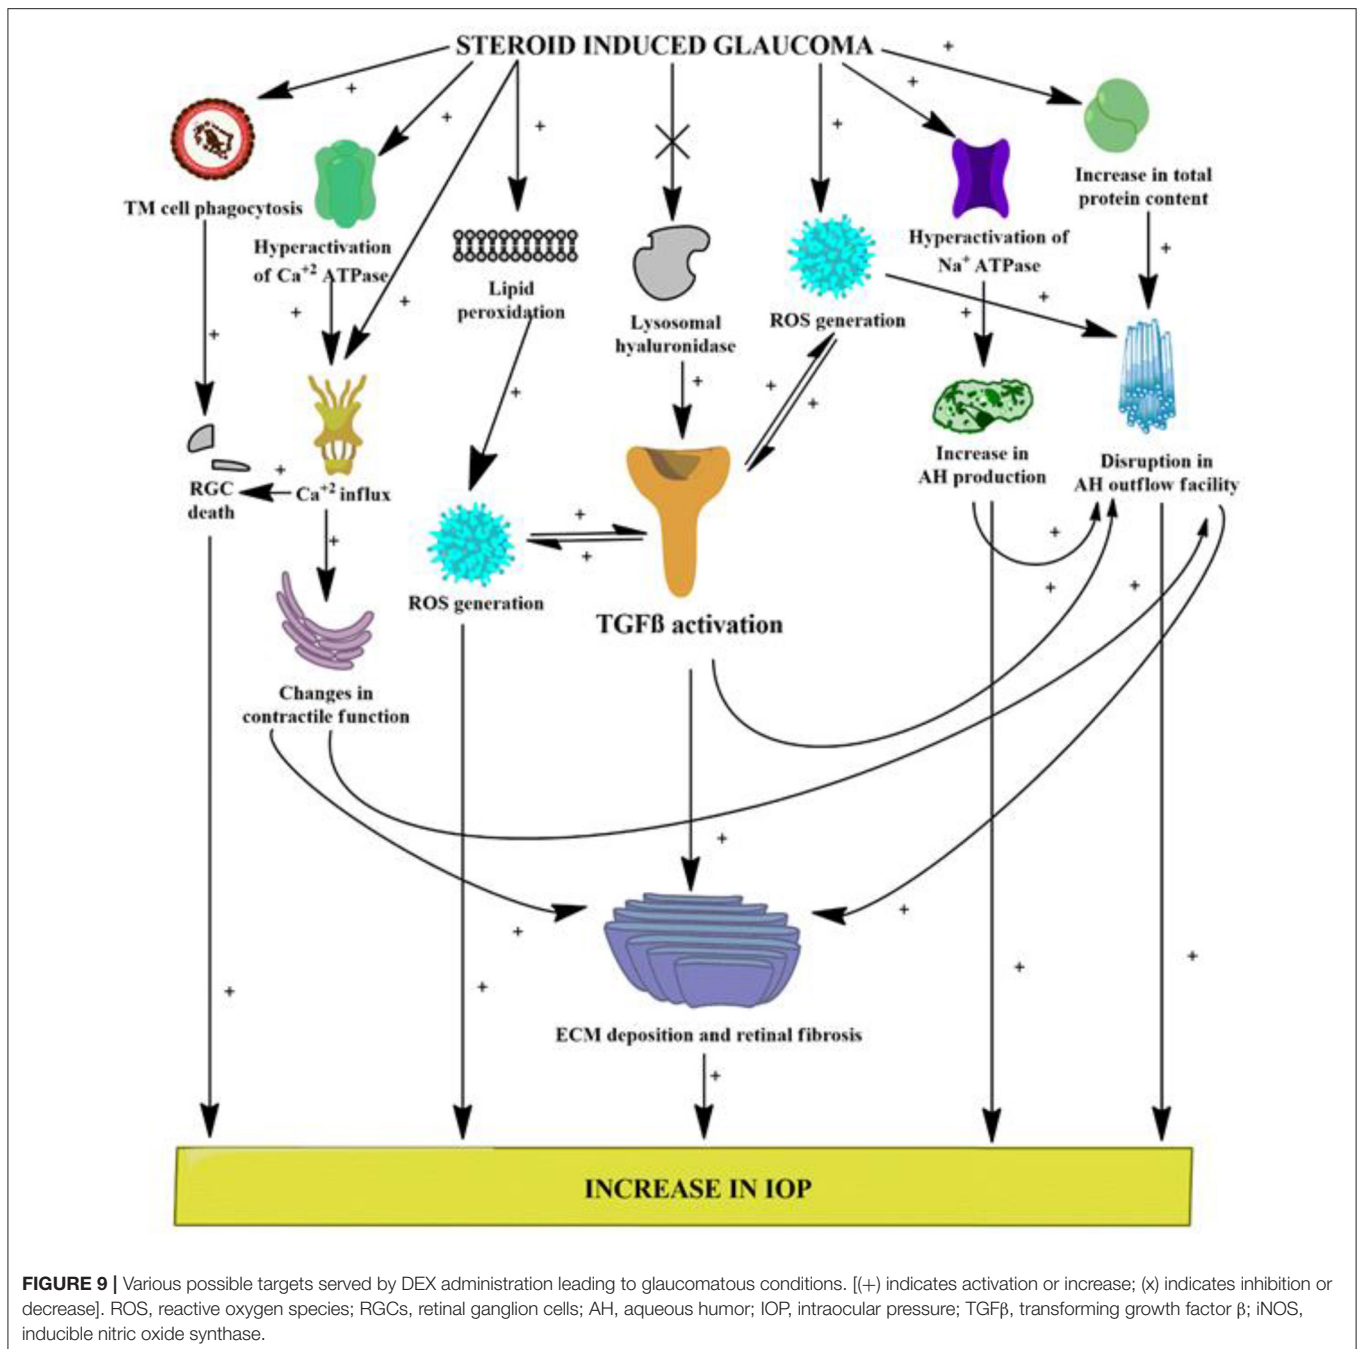 STEROID INDUCED GLAUCOMA
+
+
+
+
+
+
+
TM cell phagocytosis
Hyperactivation
of Ca+2 ATPase
Lipid
peroxidation
Lysosomal
hyaluronidase
ROS generation
Hyperactivation of
Na+ ATPase
Increase in total
protein content
+
+
+
+
+
+
+
+
+
+
RGC
death
+
Ca+2 influx
Increase in
AH production
Disruption in
AH outflow facility
+
+
+
+
+
+
ROS generation
TGFß activation
Changes in
contractile function
+
+
+
ECM deposition and retinal fibrosis
+
+
+
+
+
INCREASE IN IOP
FIGURE 9 | Various possible targets served by DEX administration leading to glaucomatous conditions. [(+) indicates activation or increase; (x) indicates inhibition or
decrease]. ROS, reactive oxygen species; RGCs, retinal ganglion cells; AH, aqueous humor; IOP, intraocular pressure; TGFβ, transforming growth factor β; iNOS,
inducible nitric oxide synthase.